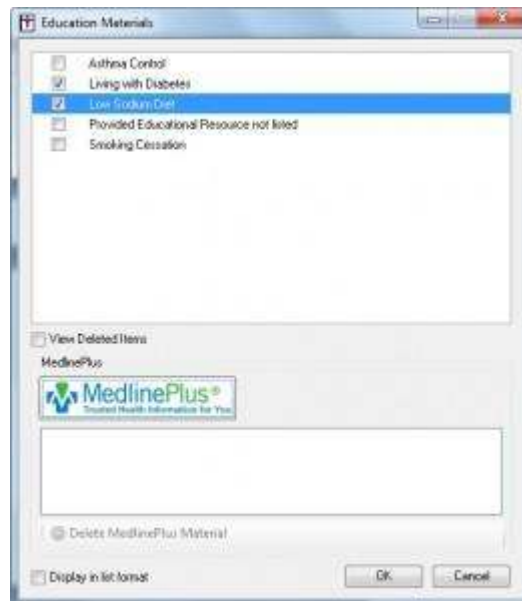 Education Materials
Asthma Control
Living with Diabetes
Low Sodium Diet
Provided Educational Resource not listed
Smoking Cessation
View Deleted Items
MedlinePlus
MedlinePlus®
Trusted Health Information for You
Delete MedlinePlus Material
Display in list format
OK
Cancel